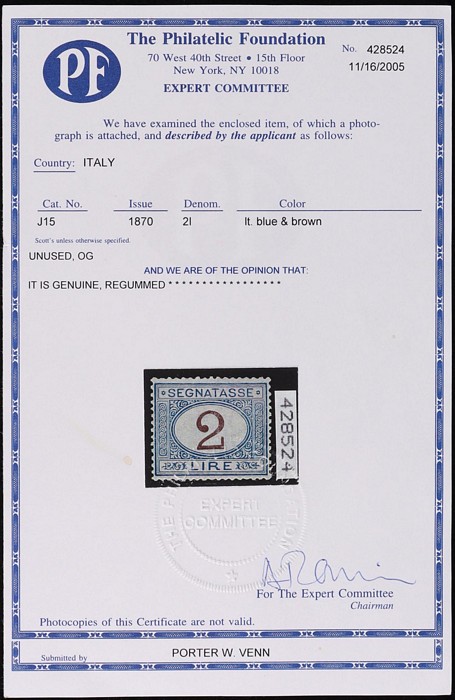 PF
The Philatelic Foundation
70 West 40th Street • 15th Floor
New York, NY 10018
EXPERT COMMITTEE
No. 428524
11/16/2005
We have examined the enclosed item, of which a photo-
graph is attached, and described by the applicant as follows:
Country: ITALY
Cat. No. Issue Denom. Color
J15 1870 2l lt. blue & brown
Scott's unless otherwise specified
UNUSED, OG
AND WE ARE OF THE OPINION THAT:
IT IS GENUINE, REGUMMED * * * * * * * * * * * * * * * * *
SEGNATASSE
2
LIRE
428524
EXPERT
COMMITTEE
For The Expert Committee
Chairman
Photocopies of this Certificate are not valid.
Submitted by PORTER W. VENN